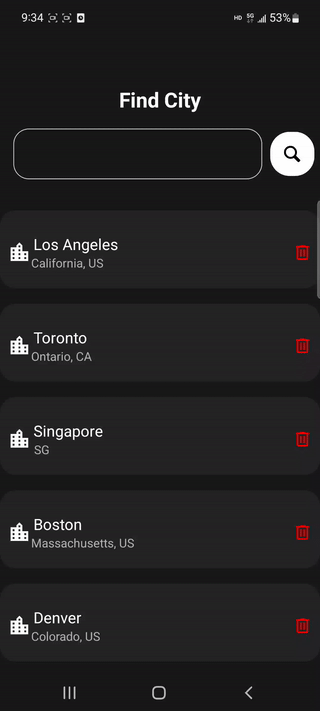 9:34
HD 5G 53%
Find City
Los Angeles
California, US
Toronto
Ontario, CA
Singapore
SG
Boston
Massachusetts, US
Denver
Colorado, US